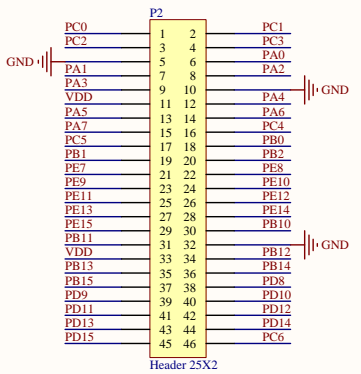 P2
PC0 1 2 PC1
PC2 3 4 PC3
GND 5 6 PA0
PA1 7 8 PA2
PA3 9 10 GND
VDD 11 12 PA4
PA5 13 14 PA6
PA7 15 16 PC4
PC5 17 18 PB0
PB1 19 20 PB2
PE7 21 22 PE8
PE9 23 24 PE10
PE11 25 26 PE12
PE13 27 28 PE14
PE15 29 30 PB10
PB11 31 32 GND
VDD 33 34 PB12
PB13 35 36 PB14
PB15 37 38 PD8
PD9 39 40 PD10
PD11 41 42 PD12
PD13 43 44 PD14
PD15 45 46 PC6
Header 25X2